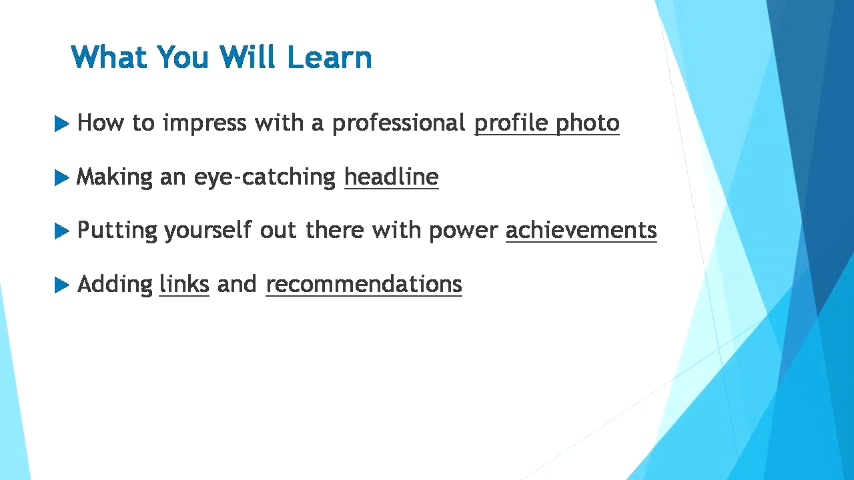 What You Will Learn
How to impress with a professional profile photo
Making an eye-catching headline
Putting yourself out there with power achievements
Adding links and recommendations